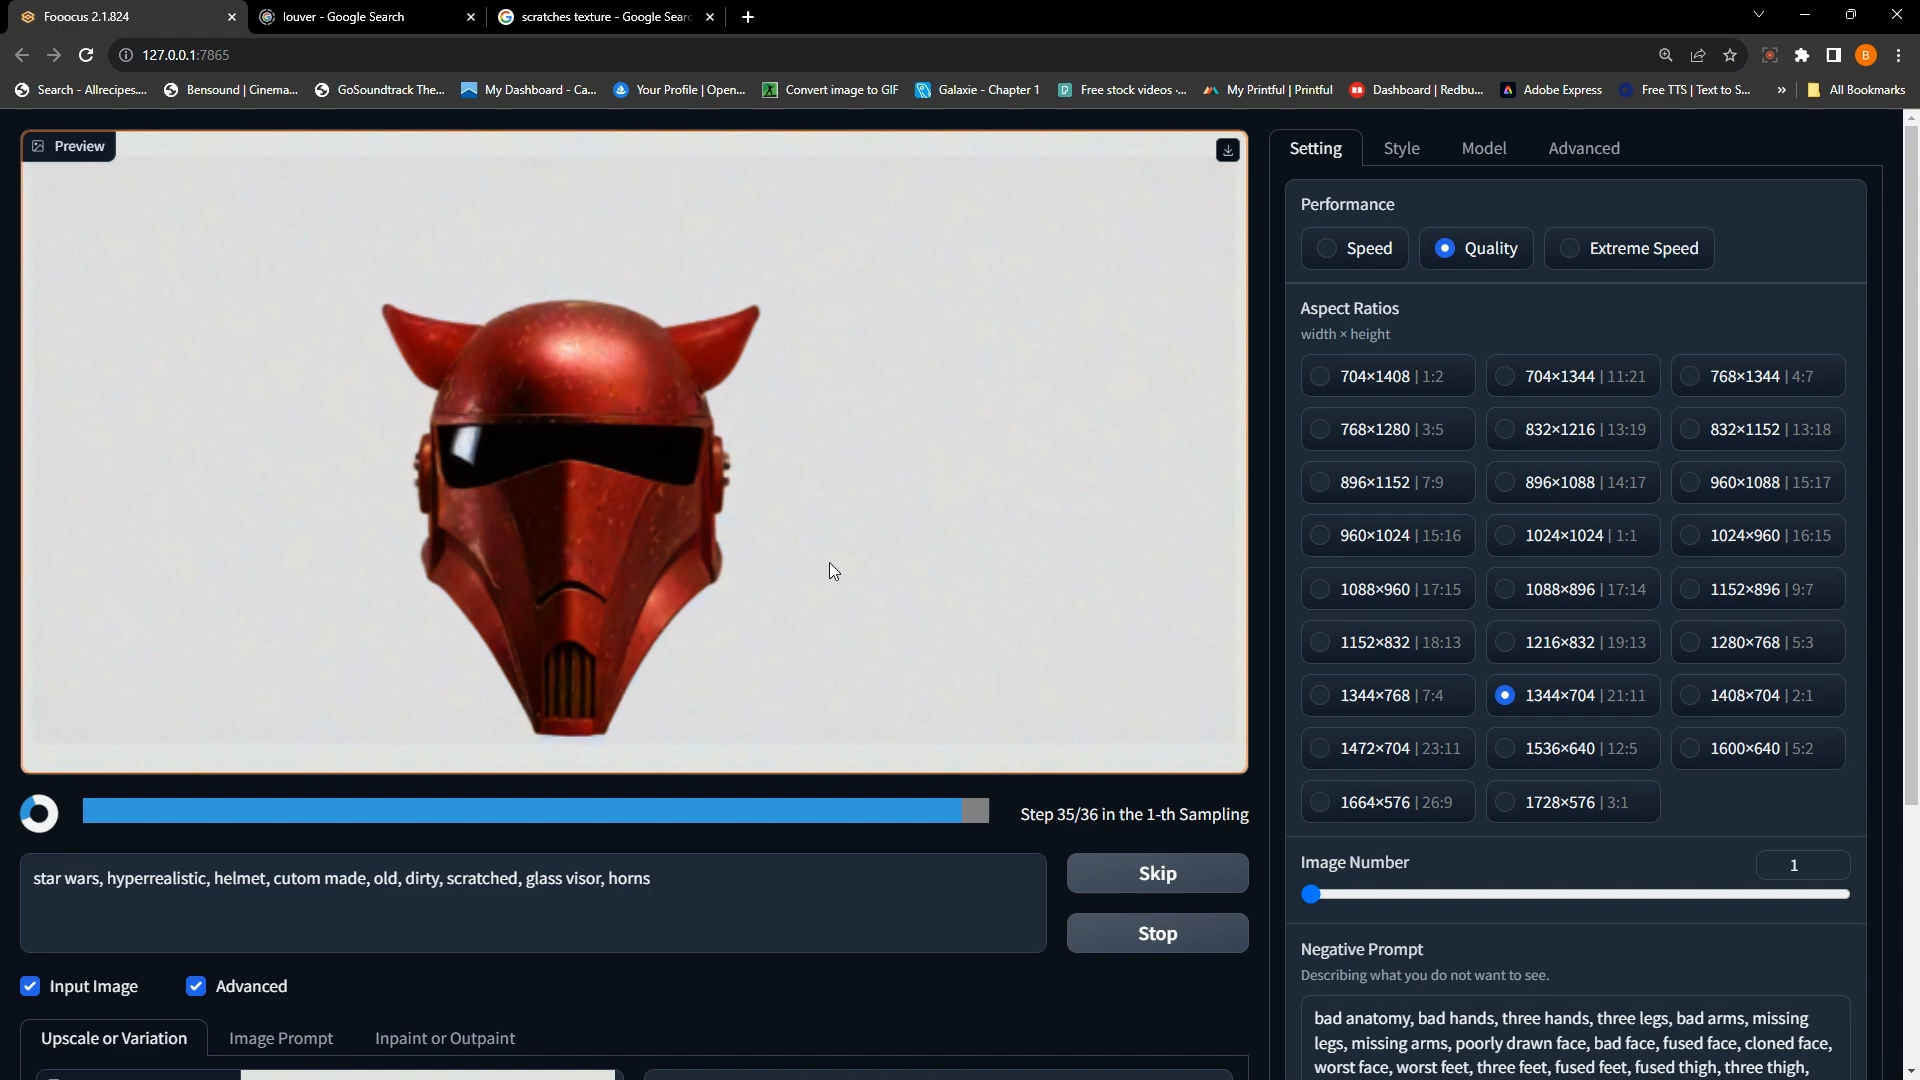 Fooocus 2.1.824
louver - Google Search
scratches texture - Google Sear
127.0.0.1:7865
B
Search - Allrecipes....
Bensound | Cinema...
GoSoundtrack The...
My Dashboard - Ca...
Your Profile | Open...
Convert image to GIF
Galaxie - Chapter 1
Free stock videos -...
My Printful | Printful
Dashboard | Redbu...
Adobe Express
Free TTS | Text to S...
»
All Bookmarks
Preview
Setting
Style
Model
Advanced
Performance
Speed
Quality
Extreme Speed
Aspect Ratios
width × height
704×1408 | 1:2
704×1344 | 11:21
768×1344 | 4:7
768×1280 | 3:5
832×1216 | 13:19
832×1152 | 13:18
896×1152 | 7:9
896×1088 | 14:17
960×1088 | 15:17
960×1024 | 15:16
1024×1024 | 1:1
1024×960 | 16:15
1088×960 | 17:15
1088×896 | 17:14
1152×896 | 9:7
1152×832 | 18:13
1216×832 | 19:13
1280×768 | 5:3
1344×768 | 7:4
1344×704 | 21:11
1408×704 | 2:1
1472×704 | 23:11
1536×640 | 12:5
1600×640 | 5:2
1664×576 | 26:9
1728×576 | 3:1
Step 35/36 in the 1-th Sampling
star wars, hyperrealistic, helmet, cutom made, old, dirty, scratched, glass visor, horns
Skip
Stop
Image Number
1
Negative Prompt
Describing what you do not want to see.
bad anatomy, bad hands, three hands, three legs, bad arms, missing
legs, missing arms, poorly drawn face, bad face, fused face, cloned face,
worst face, worst feet, three feet, fused feet, fused thigh, three thigh,
Input Image
Advanced
Upscale or Variation
Image Prompt
Inpaint or Outpaint